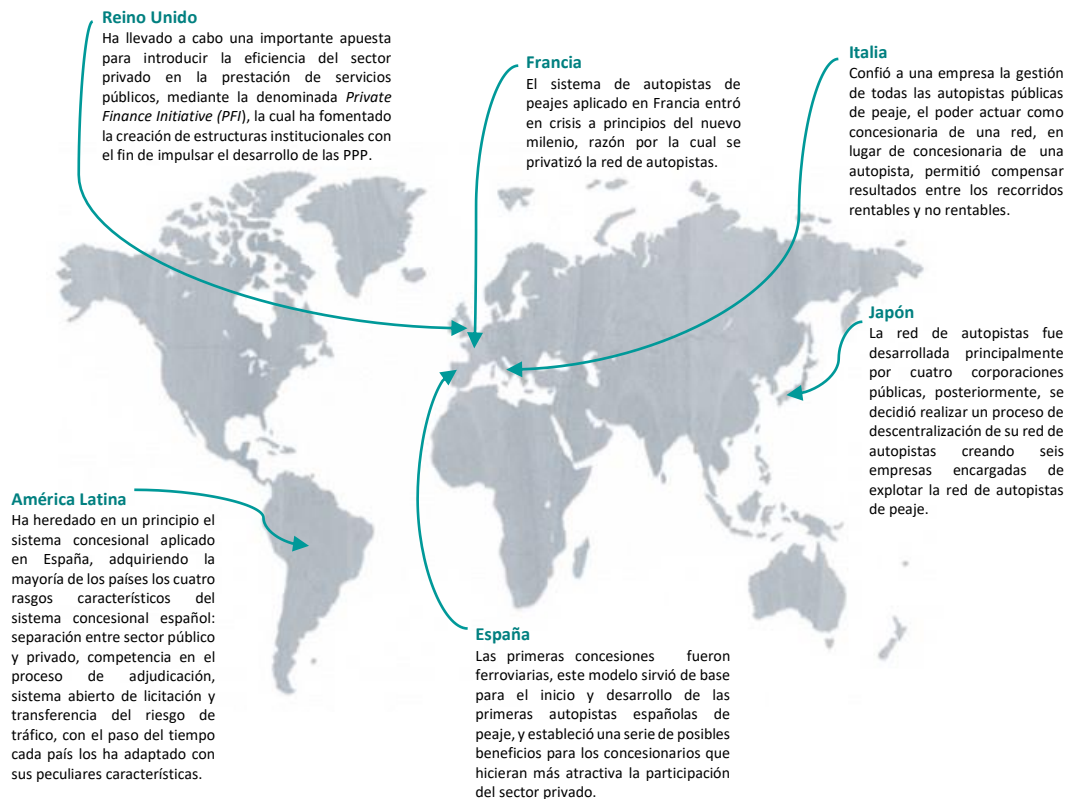 Reino Unido
Ha llevado a cabo una importante apuesta
para introducir la eficiencia del sector
privado en la prestación de servicios
públicos, mediante la denominada Private
Finance Initiative (PFI), la cual ha fomentado
la creación de estructuras institucionales con
el fin de impulsar el desarrollo de las PPP.
Francia
El sistema de autopistas de
peajes aplicado en Francia entró
en crisis a principios del nuevo
milenio, razón por la cual se
privatizó la red de autopistas.
Italia
Confió a una empresa la gestión
de todas las autopistas públicas
de peaje, el poder actuar como
concesionaria de una red, en
lugar de concesionaria de una
autopista, permitió compensar
resultados entre los recorridos
rentables y no rentables.
Japón
La red de autopistas fue
desarrollada principalmente
por cuatro corporaciones
públicas, posteriormente, se
decidió realizar un proceso de
descentralización de su red de
autopistas creando seis
empresas encargadas de
explotar la red de autopistas
de peaje.
América Latina
Ha heredado en un principio el
sistema concesional aplicado
en España, adquiriendo la
mayoría de los países los cuatro
rasgos característicos del
sistema concesional español:
separación entre sector público
y privado, competencia en el
proceso de adjudicación,
sistema abierto de licitación y
transferencia del riesgo de
tráfico, con el paso del tiempo
cada país los ha adaptado con
sus peculiares características.
España
Las primeras concesiones fueron
ferroviarias, este modelo sirvió de base
para el inicio y desarrollo de las
primeras autopistas españolas de
peaje, y estableció una serie de posibles
beneficios para los concesionarios que
hicieran más atractiva la participación
del sector privado.